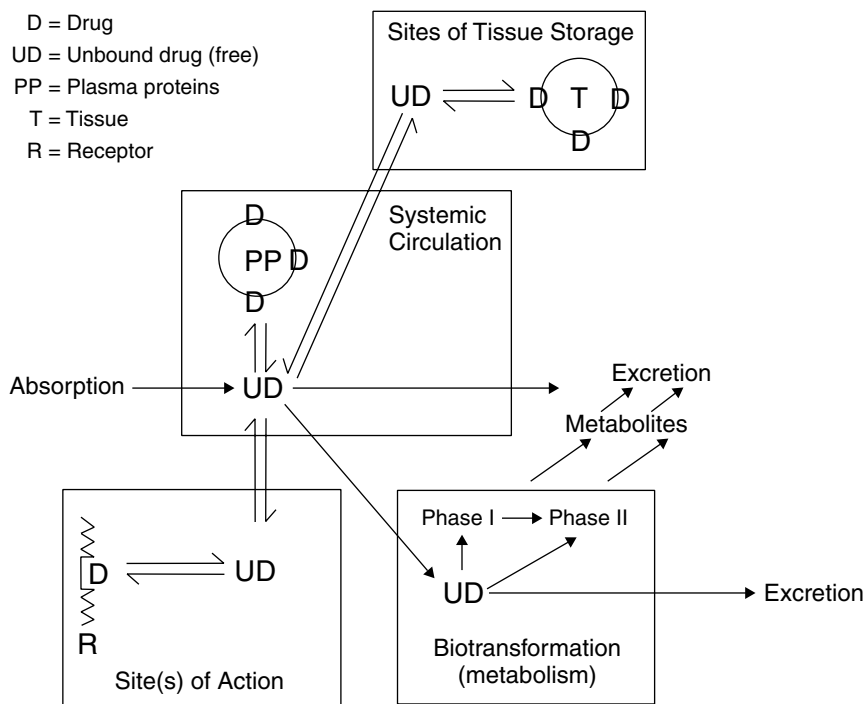 D = Drug
UD = Unbound drug (free)
PP = Plasma proteins
T = Tissue
R = Receptor
Sites of Tissue Storage
UD
D T D
D
Systemic
Circulation
D
PP D
D
Absorption
UD
Excretion
Metabolites
D
UD
R
Site(s) of Action
Phase I
Phase II
UD
Excretion
Biotransformation
(metabolism)